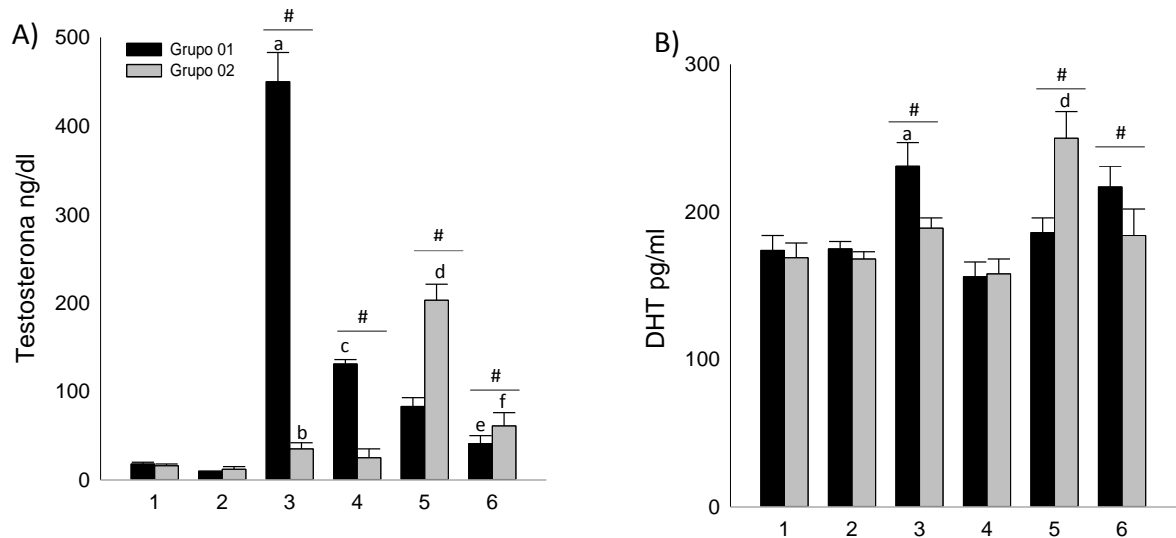 A)
Testosterona ng/dl
500
400
300
200
100
0
Grupo 01
Grupo 02
#
a
b
#
c
#
d
#
e
f
1 2 3 4 5 6
B)
DHT pg/ml
300
200
100
0
#
a
#
d
#
1 2 3 4 5 6